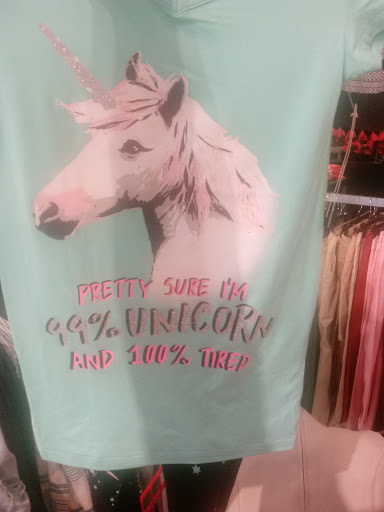 PRETTY SURE I'M
99% UNICORN
AND 100% TIRED